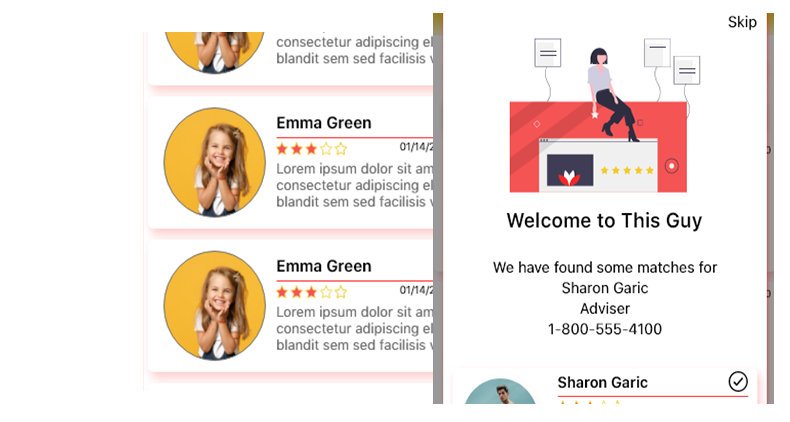 consectetur adipiscing el
blandit sem sed facilisis v
Emma Green
01/14/2
Lorem ipsum dolor sit am
consectetur adipiscing el
blandit sem sed facilisis v
Emma Green
01/14/2
Lorem ipsum dolor sit am
consectetur adipiscing el
blandit sem sed facilisis v
Skip
Welcome to This Guy
We have found some matches for
Sharon Garic
Adviser
1-800-555-4100
Sharon Garic